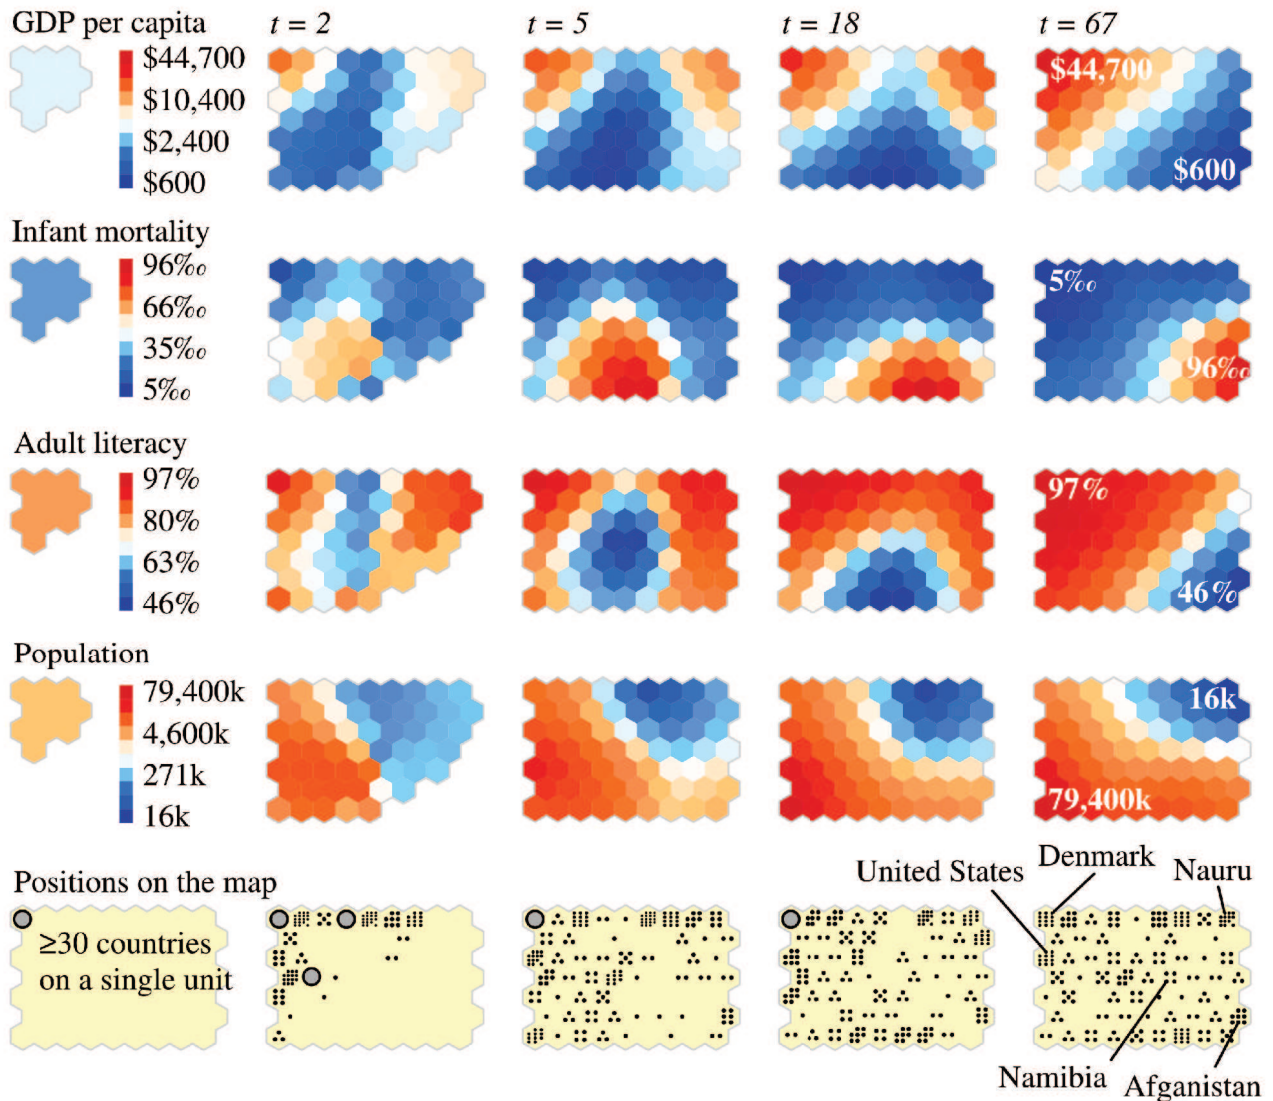 GDP per capita
t = 2
t = 5
t = 18
t = 67
$44,700
$10,400
$2,400
$600
$44,700
$600
Infant mortality
96‰
66‰
35‰
5‰
5‰
96‰
Adult literacy
97%
80%
63%
46%
97%
46%
Population
79,400k
4,600k
271k
16k
16k
79,400k
Positions on the map
United States
Denmark
Nauru
≥30 countries
on a single unit
Namibia
Afganistan